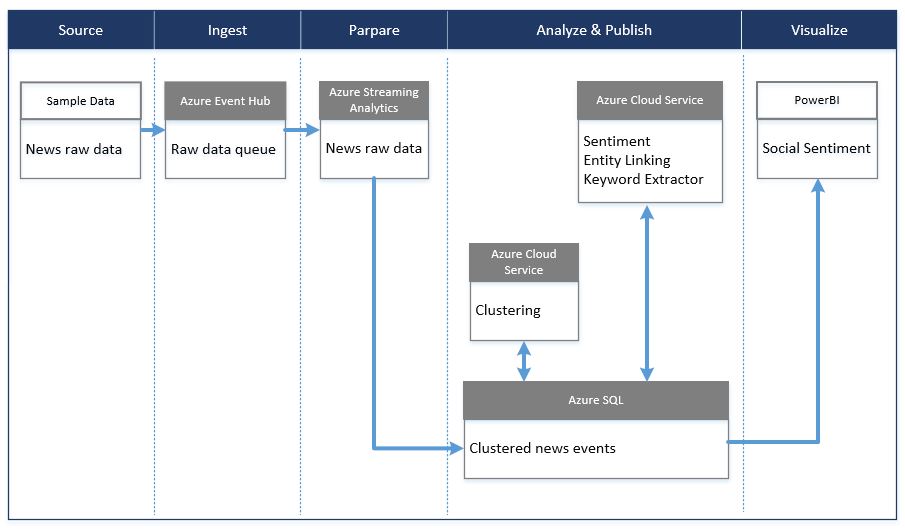 Source
Ingest
Parpare
Analyze & Publish
Visualize
Sample Data
News raw data
Azure Event Hub
Raw data queue
Azure Streaming
Analytics
News raw data
Azure Cloud Service
Sentiment
Entity Linking
Keyword Extractor
PowerBI
Social Sentiment
Azure Cloud
Service
Clustering
Azure SQL
Clustered news events